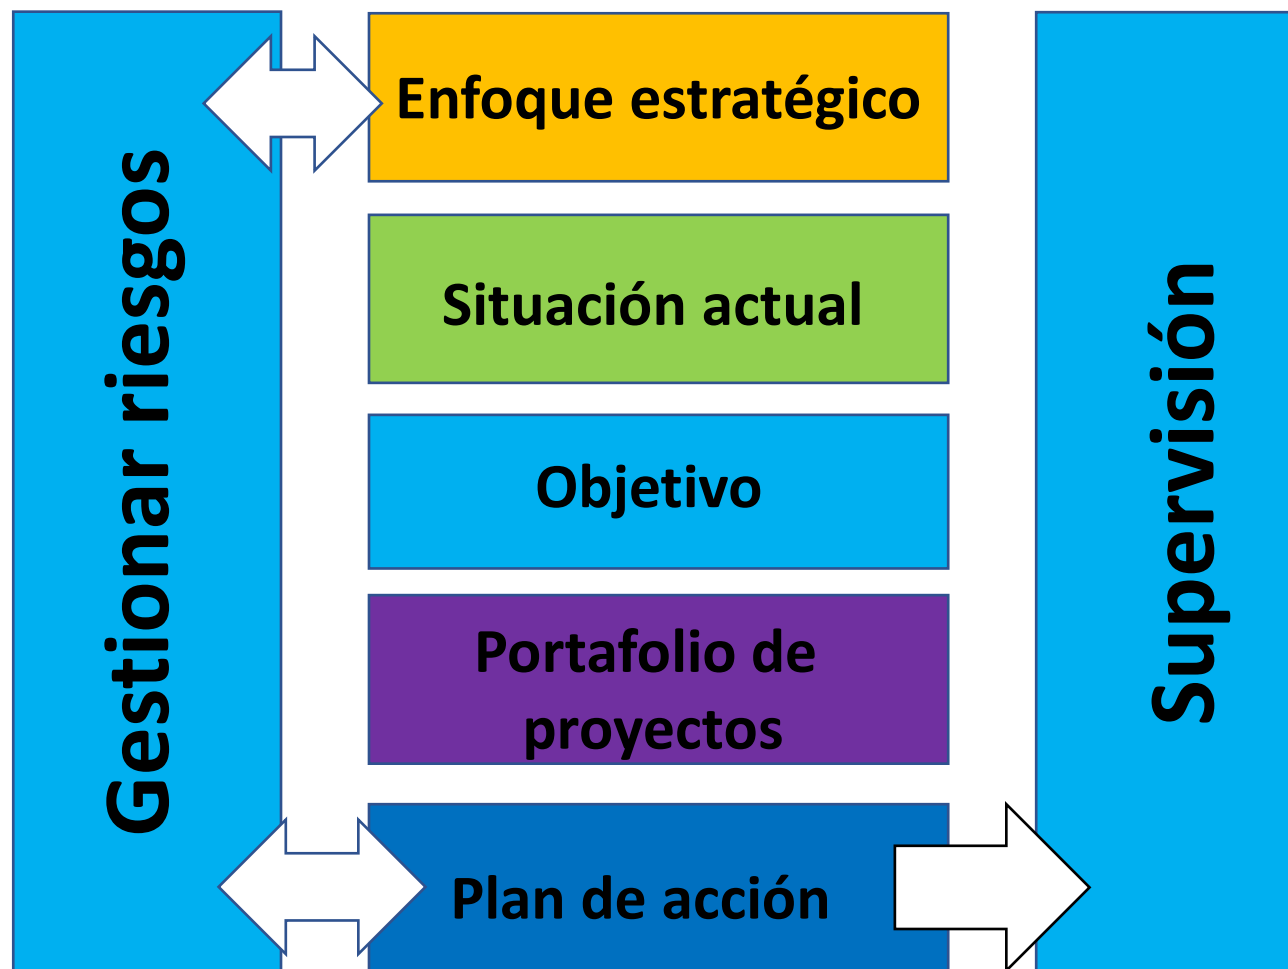 Gestionar riesgos
Enfoque estratégico
Situación actual
Objetivo
Portafolio de
proyectos
Plan de acción
Supervisión